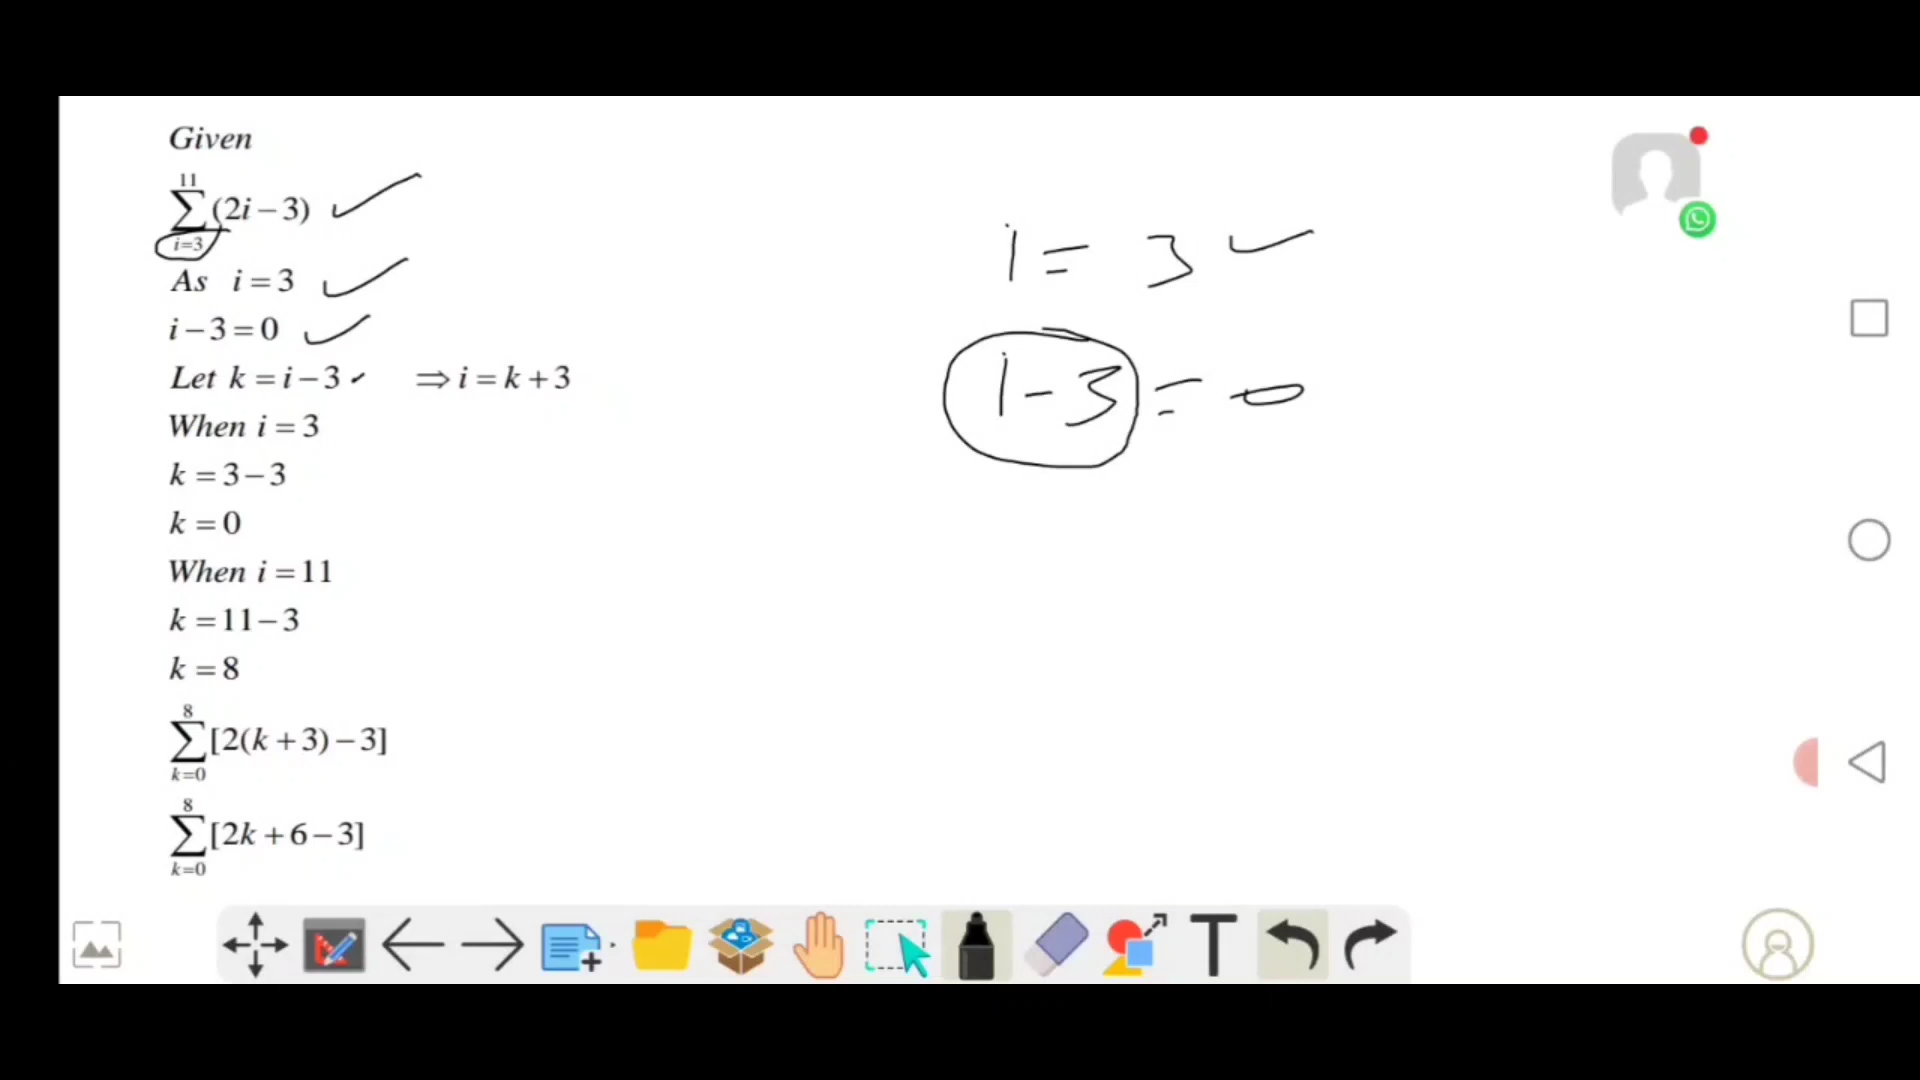 Given
11
∑(2i−3)
i=3
As i=3
i−3=0
Let k=i−3 ⇒i=k+3
When i=3
k=3−3
k=0
When i=11
k=11−3
k=8
8
∑[2(k+3)−3]
k=0
8
∑[2k+6−3]
k=0
i = 3
i-3 = 0
T